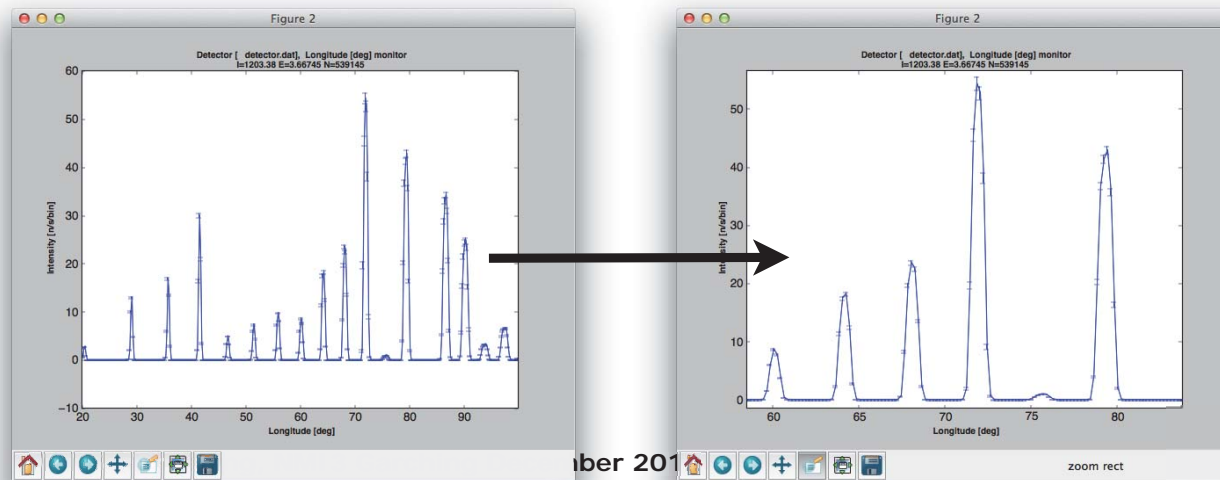 Figure 2
Detector [ detector.dat], Longitude [deg] monitor
I=1203.38 E=3.66745 N=539145
60
50
40
30
20
10
0
−10
Intensity [n/s/bin]
20 30 40 50 60 70 80 90
Longitude [deg]
Figure 2
Detector [ detector.dat], Longitude [deg] monitor
I=1203.38 E=3.66745 N=539145
50
40
30
20
10
0
Intensity [n/s/bin]
60 65 70 75 80
Longitude [deg]
zoom rect
nber 201